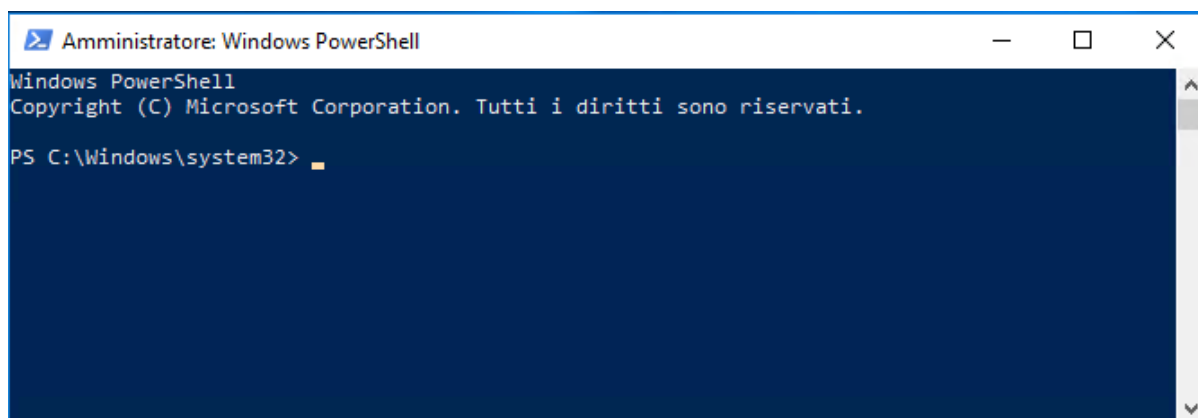 Amministratore: Windows PowerShell
Windows PowerShell
Copyright (C) Microsoft Corporation. Tutti i diritti sono riservati.
PS C:\Windows\system32>